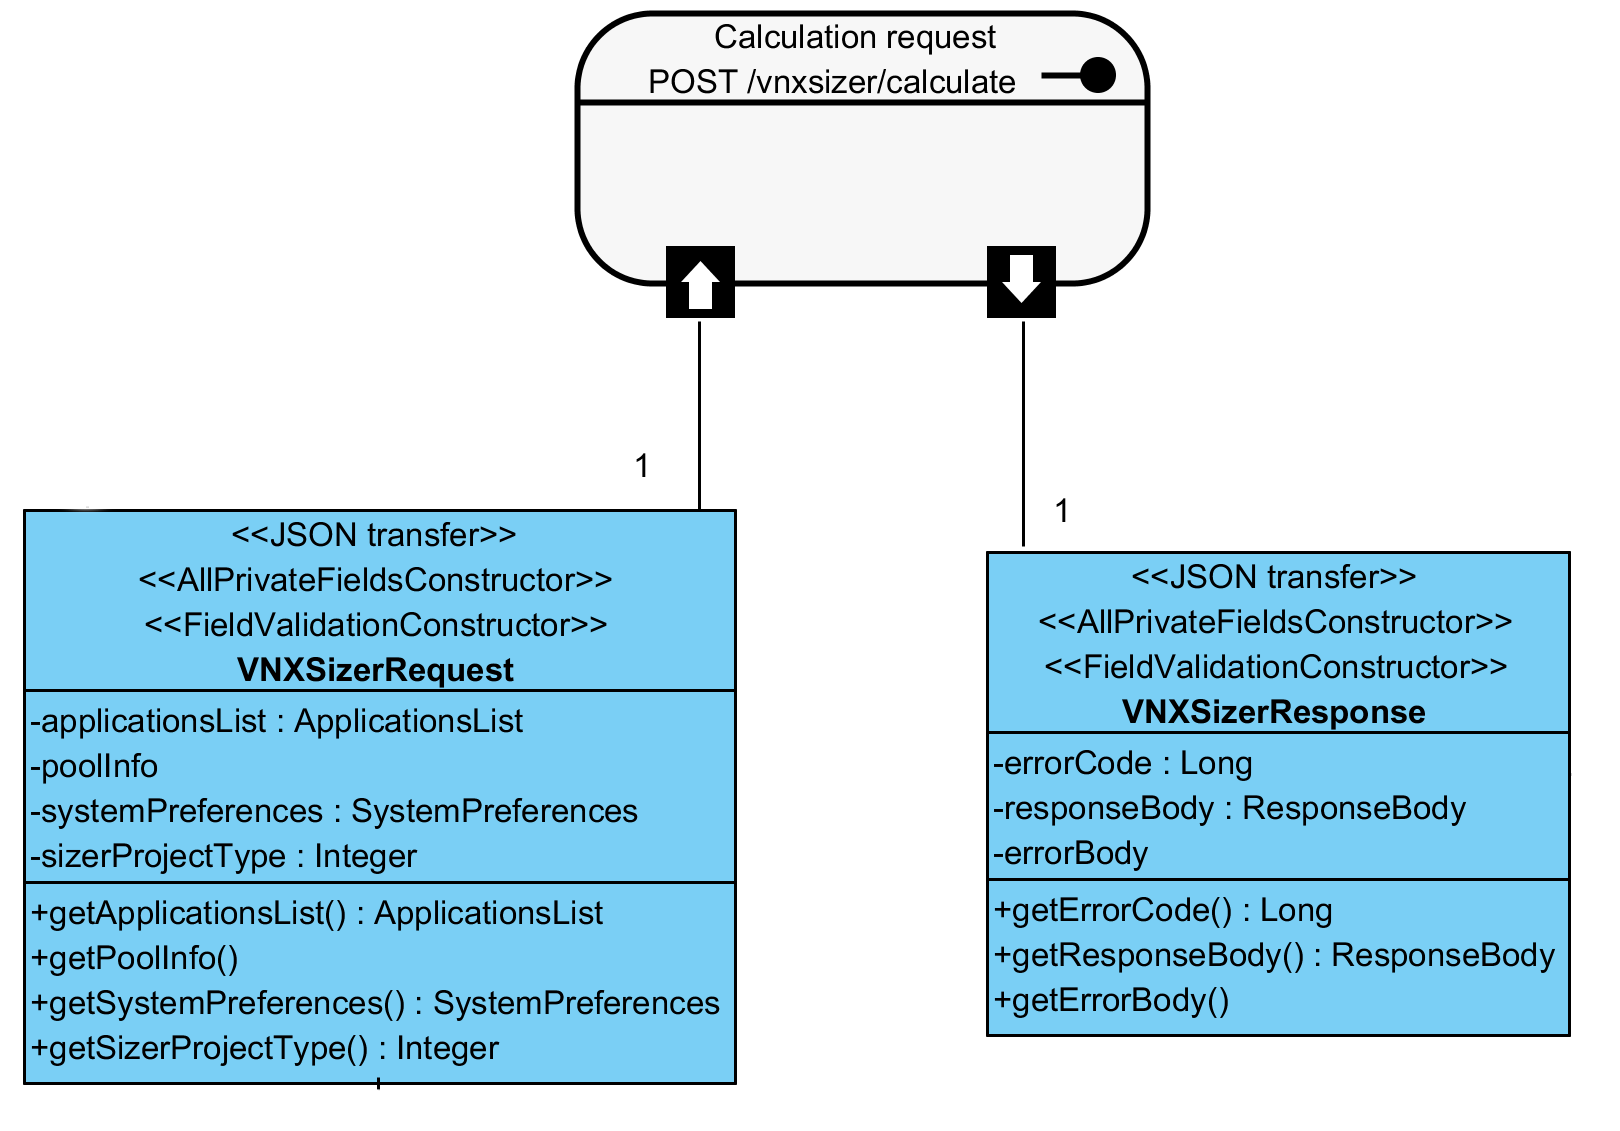 Calculation request
POST /vnxsizer/calculate
1
1
<<JSON transfer>>
<<AllPrivateFieldsConstructor>>
<<FieldValidationConstructor>>
VNXSizerRequest
-applicationsList : ApplicationsList
-poolInfo
-systemPreferences : SystemPreferences
-sizerProjectType : Integer
+getApplicationsList() : ApplicationsList
+getPoolInfo()
+getSystemPreferences() : SystemPreferences
+getSizerProjectType() : Integer
<<JSON transfer>>
<<AllPrivateFieldsConstructor>>
<<FieldValidationConstructor>>
VNXSizerResponse
-errorCode : Long
-responseBody : ResponseBody
-errorBody
+getErrorCode() : Long
+getResponseBody() : ResponseBody
+getErrorBody()